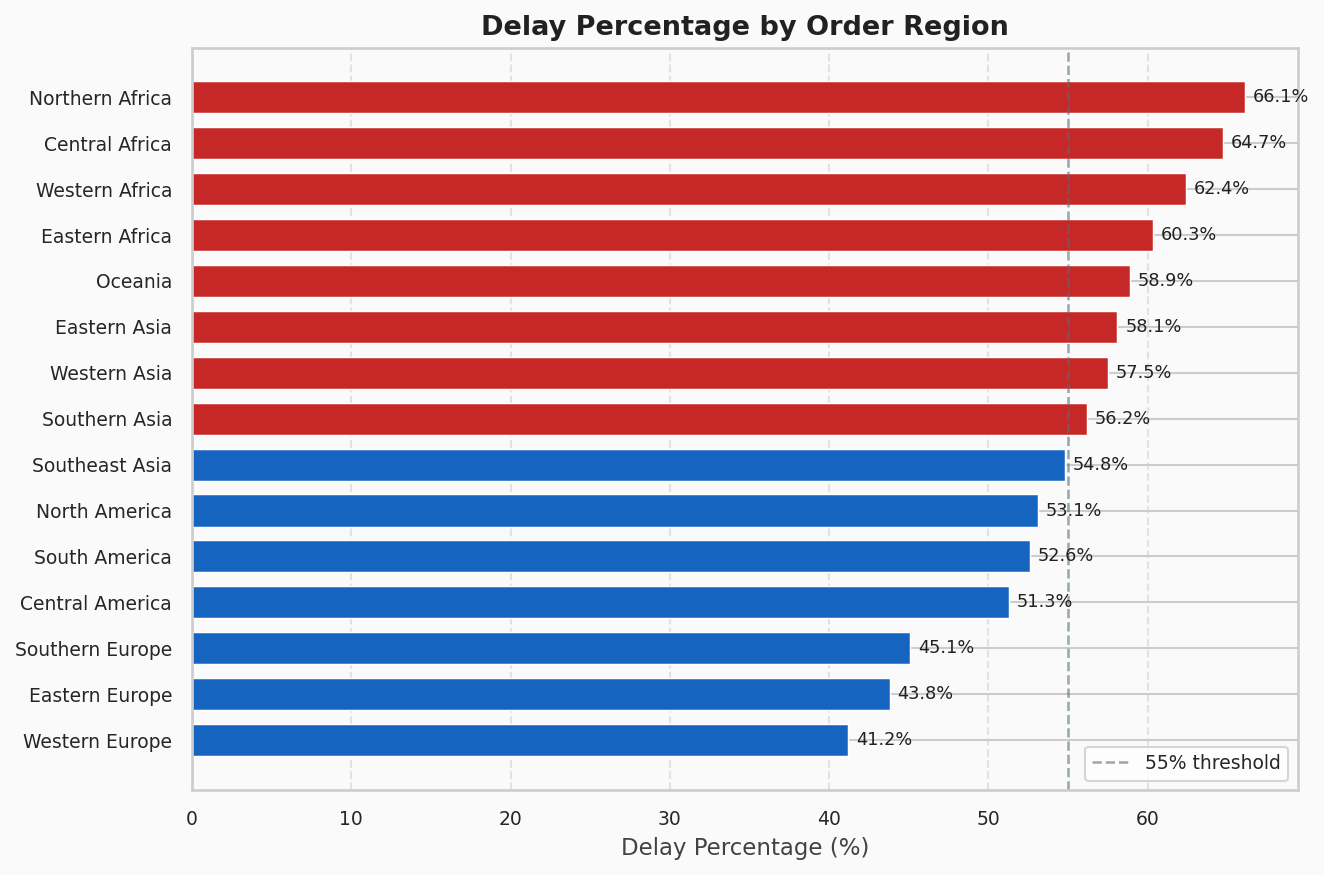 Delay Percentage by Order Region
Northern Africa 66.1%
Central Africa 64.7%
Western Africa 62.4%
Eastern Africa 60.3%
Oceania 58.9%
Eastern Asia 58.1%
Western Asia 57.5%
Southern Asia 56.2%
Southeast Asia 54.8%
North America 53.1%
South America 52.6%
Central America 51.3%
Southern Europe 45.1%
Eastern Europe 43.8%
Western Europe 41.2%
55% threshold
0 10 20 30 40 50 60
Delay Percentage (%)